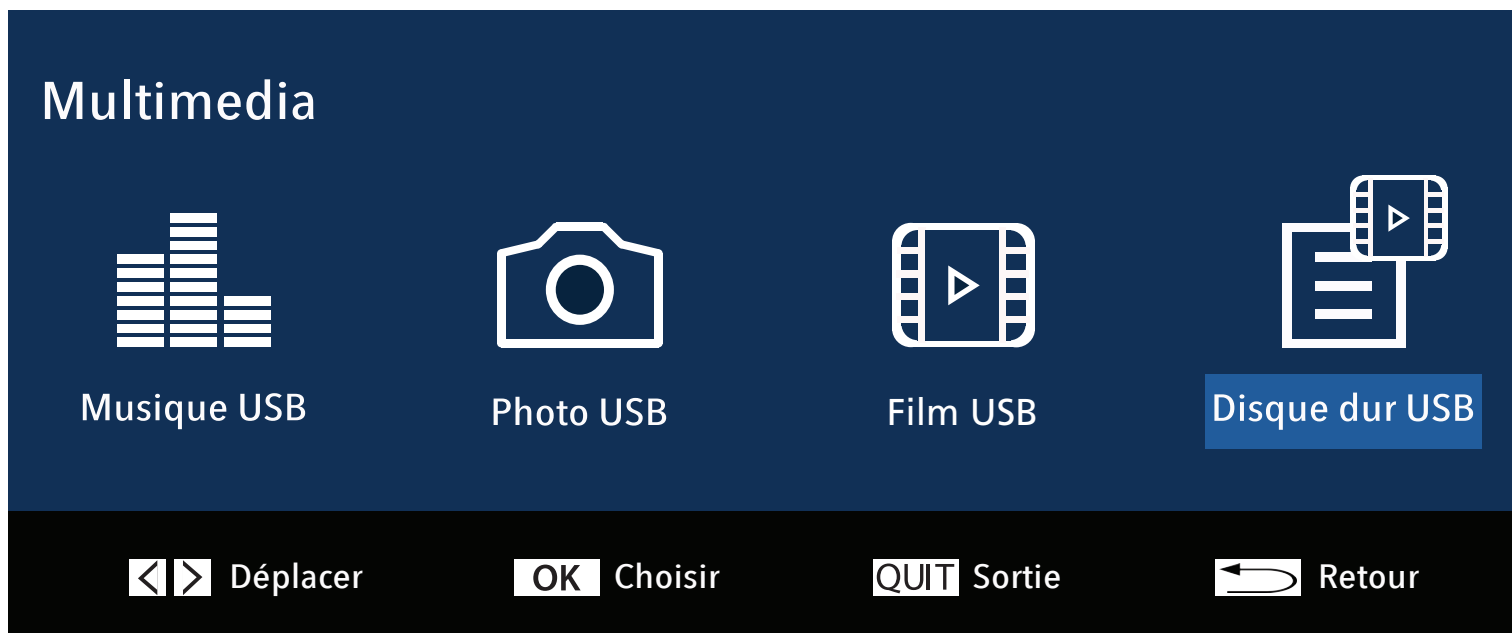 Multimedia
Musique USB
Photo USB
Film USB
Disque dur USB
Déplacer
OK Choisir
QUIT Sortie
Retour